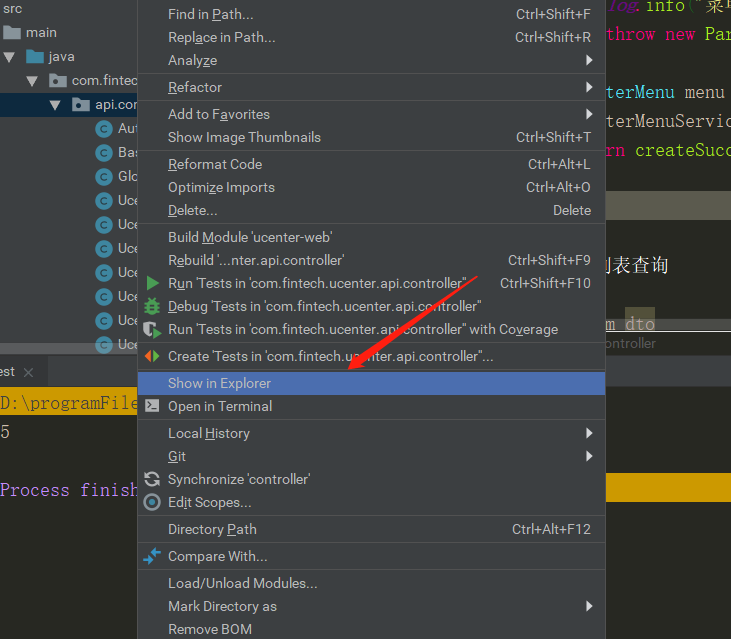 src
main
java
com.fintec
api.cor
Au
Bas
Glo
Uce
Uce
Uce
Uce
Uce
Uce
Uce
est
D:\programFile
5
Process finish
Find in Path... Ctrl+Shift+F
Replace in Path... Ctrl+Shift+R
Analyze
Refactor
Add to Favorites
Show Image Thumbnails Ctrl+Shift+T
Reformat Code Ctrl+Alt+L
Optimize Imports Ctrl+Alt+O
Delete... Delete
Build Module 'ucenter-web'
Rebuild '...nter.api.controller' Ctrl+Shift+F9
Run 'Tests in 'com.fintech.ucenter.api.controller'' Ctrl+Shift+F10
Debug 'Tests in 'com.fintech.ucenter.api.controller''
Run 'Tests in 'com.fintech.ucenter.api.controller'' with Coverage
Create 'Tests in 'com.fintech.ucenter.api.controller''...
Show in Explorer
Open in Terminal
Local History
Git
Synchronize 'controller'
Edit Scopes...
Directory Path Ctrl+Alt+F12
Compare With...
Load/Unload Modules...
Mark Directory as
Remove BOM
log.info("菜单
throw new Par
terMenu menu
terMenuServic
rn createSucc
列表查询
m dto
ontroller